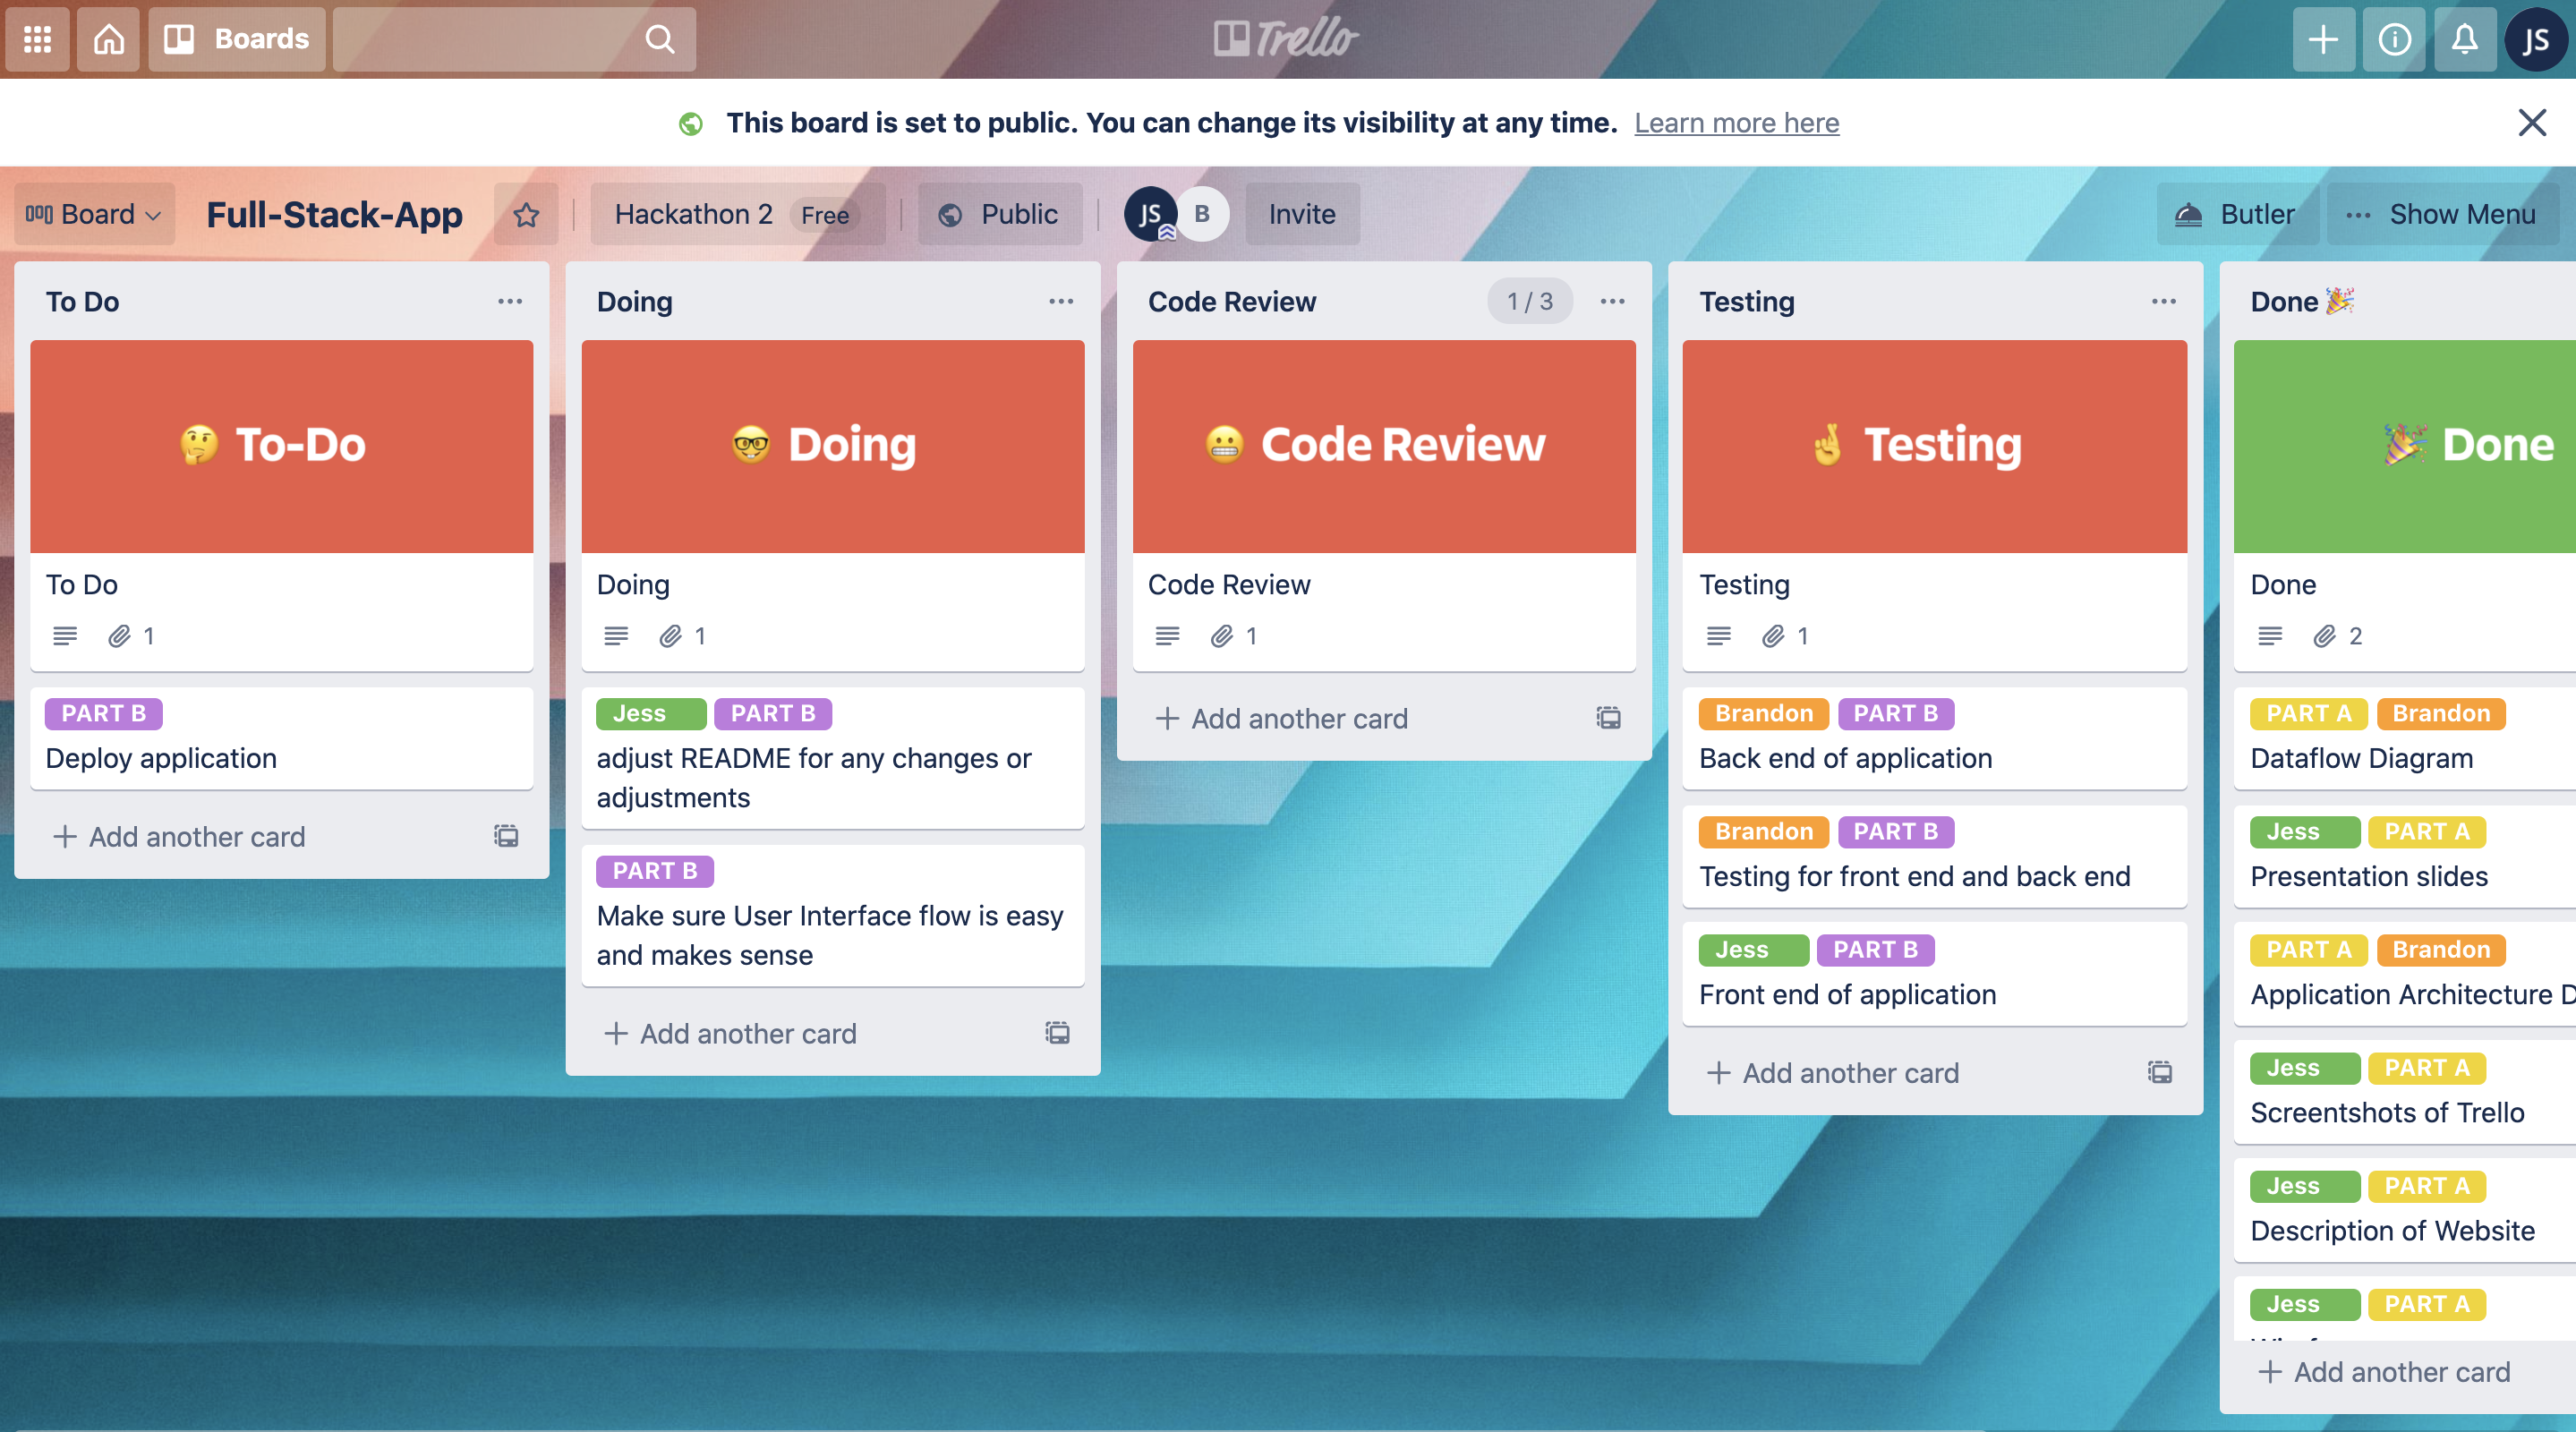 Boards
Trello
JS
This board is set to public. You can change its visibility at any time. Learn more here
Board
Full-Stack-App
Hackathon 2 Free
Public
JS
B
Invite
Butler
Show Menu
To Do
🤔 To-Do
To Do
1
PART B
Deploy application
Add another card
Doing
🤓 Doing
Doing
1
Jess PART B
adjust README for any changes or
adjustments
PART B
Make sure User Interface flow is easy
and makes sense
Add another card
Code Review 1 / 3
😬 Code Review
Code Review
1
Add another card
Testing
🤞 Testing
Testing
1
Brandon PART B
Back end of application
Brandon PART B
Testing for front end and back end
Jess PART B
Front end of application
Add another card
Done 🎉
🎉 Done
Done
2
PART A Brandon
Dataflow Diagram
Jess PART A
Presentation slides
PART A Brandon
Application Architecture D
Jess PART A
Screentshots of Trello
Jess PART A
Description of Website
Jess PART A
Add another card